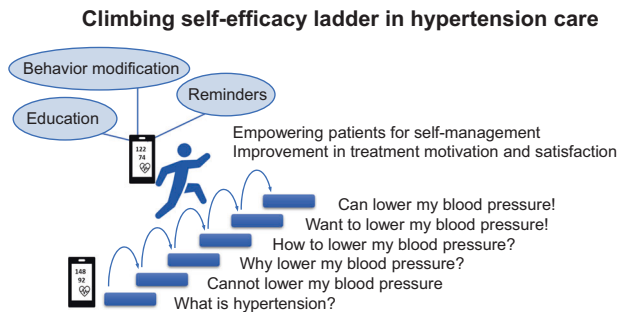 Climbing self-efficacy ladder in hypertension care
Behavior modification
Reminders
Education
122
74
Empowering patients for self-management
Improvement in treatment motivation and satisfaction
Can lower my blood pressure!
Want to lower my blood pressure!
How to lower my blood pressure?
Why lower my blood pressure?
Cannot lower my blood pressure
What is hypertension?
148
92